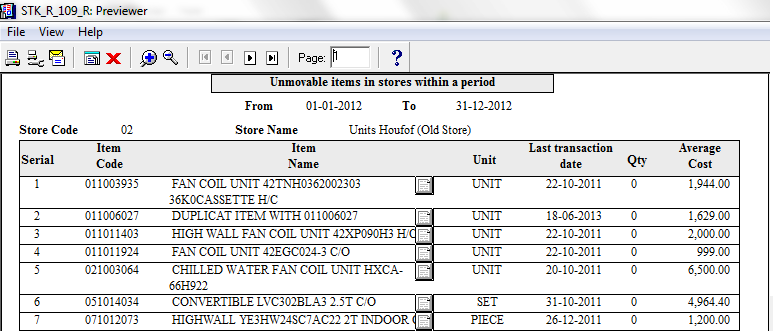 STK_R_109_R: Previewer
File View Help
Page: 1
Unmovable items in stores within a period
From 01-01-2012 To 31-12-2012
Store Code 02 Store Name Units Houfof (Old Store)
Serial Item Code Item Name Unit Last transaction date Qty Average Cost
1 011003935 FAN COIL UNIT 42TNH0362002303 UNIT 22-10-2011 0 1,944.00
36K0CASSETTE H/C
2 011006027 DUPLICAT ITEM WITH 011006027 UNIT 18-06-2013 0 1,629.00
3 011011403 HIGH WALL FAN COIL UNIT 42XP090H3 H/C UNIT 22-10-2011 0 2,000.00
4 011011924 FAN COIL UNIT 42EGC024-3 C/O UNIT 22-10-2011 0 999.00
5 021003064 CHILLED WATER FAN COIL UNIT HXCA- UNIT 20-10-2011 0 6,500.00
66H922
6 051014034 CONVERTIBLE LVC302BLA3 2.5T C/O SET 31-10-2011 0 4,964.40
7 071012073 HIGHWALL YE3HW24SC7AC22 2T INDOOR PIECE 26-12-2011 0 1,200.00